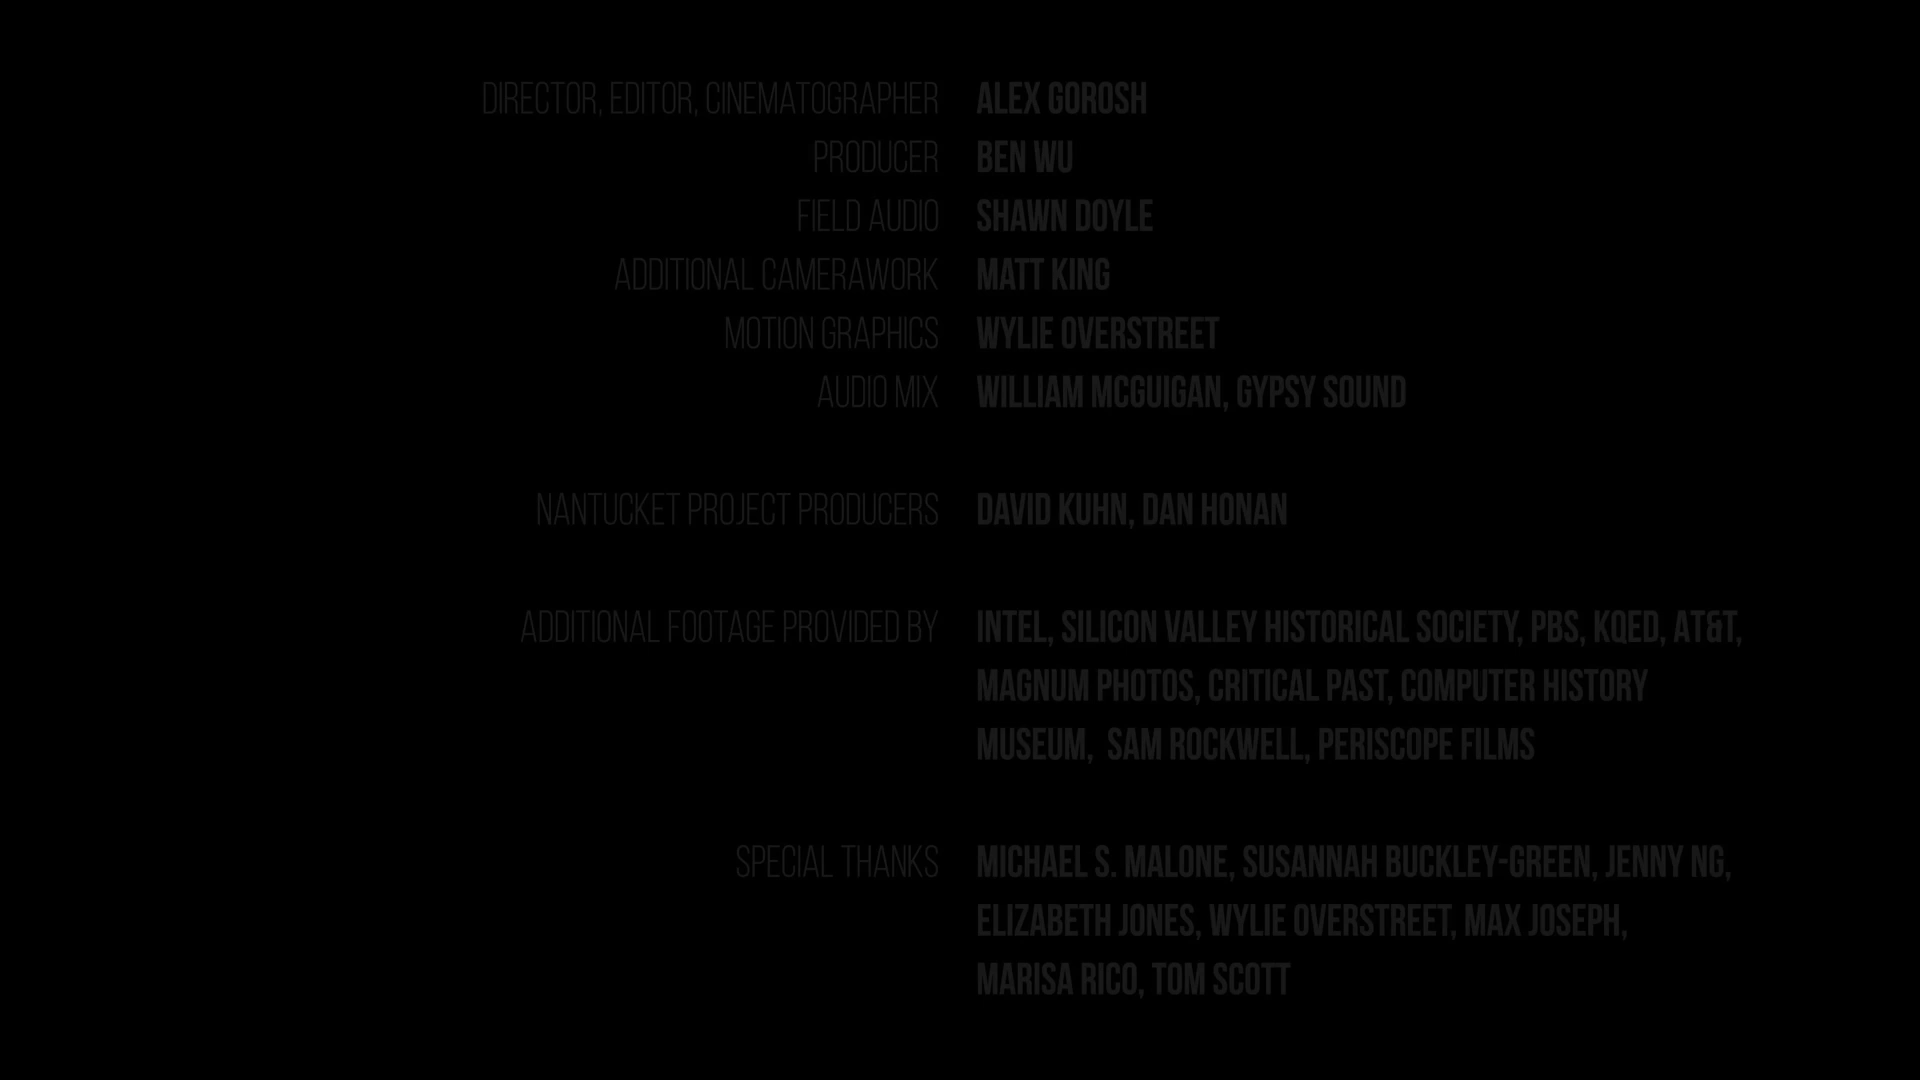 DIRECTOR, EDITOR, CINEMATOGRAPHER ALEX GOROSH
PRODUCER BEN WU
FIELD AUDIO SHAWN DOYLE
ADDITIONAL CAMERAWORK MATT KING
MOTION GRAPHICS WYLIE OVERSTREET
AUDIO MIX WILLIAM MCGUIGAN, GYPSY SOUND
NANTUCKET PROJECT PRODUCERS DAVID KUHN, DAN HONAN
ADDITIONAL FOOTAGE PROVIDED BY INTEL, SILICON VALLEY HISTORICAL SOCIETY, PBS, KQED, AT&T,
MAGNUM PHOTOS, CRITICAL PAST, COMPUTER HISTORY
MUSEUM, SAM ROCKWELL, PERISCOPE FILMS
SPECIAL THANKS MICHAEL S. MALONE, SUSANNAH BUCKLEY-GREEN, JENNY NG,
ELIZABETH JONES, WYLIE OVERSTREET, MAX JOSEPH,
MARISA RICO, TOM SCOTT